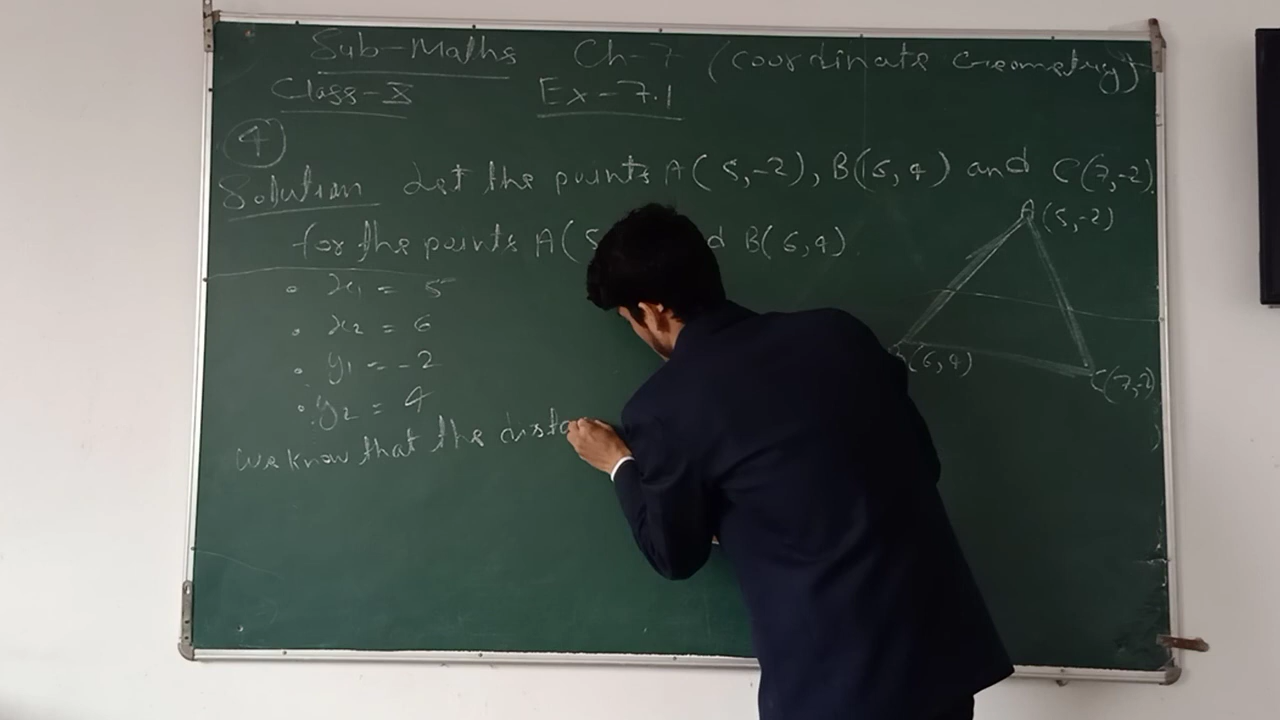 Sub-Maths Ch-7 (Coordinate Geometry)
Class-X Ex-7.1
4
Solution Let the points A(5,-2), B(6,4) and C(7,-2).
for the points A(5 B(6,4).
x1 = 5
x2 = 6
y1 = -2
y2 = 4
We know that the dista
A(5,-2)
(6,4)
C(7,-2)